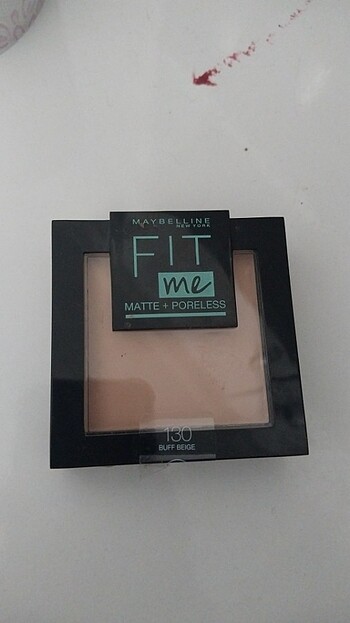 MAYBELLINE
NEW YORK
FIT
me
MATTE + PORELESS
130
BUFF BEIGE